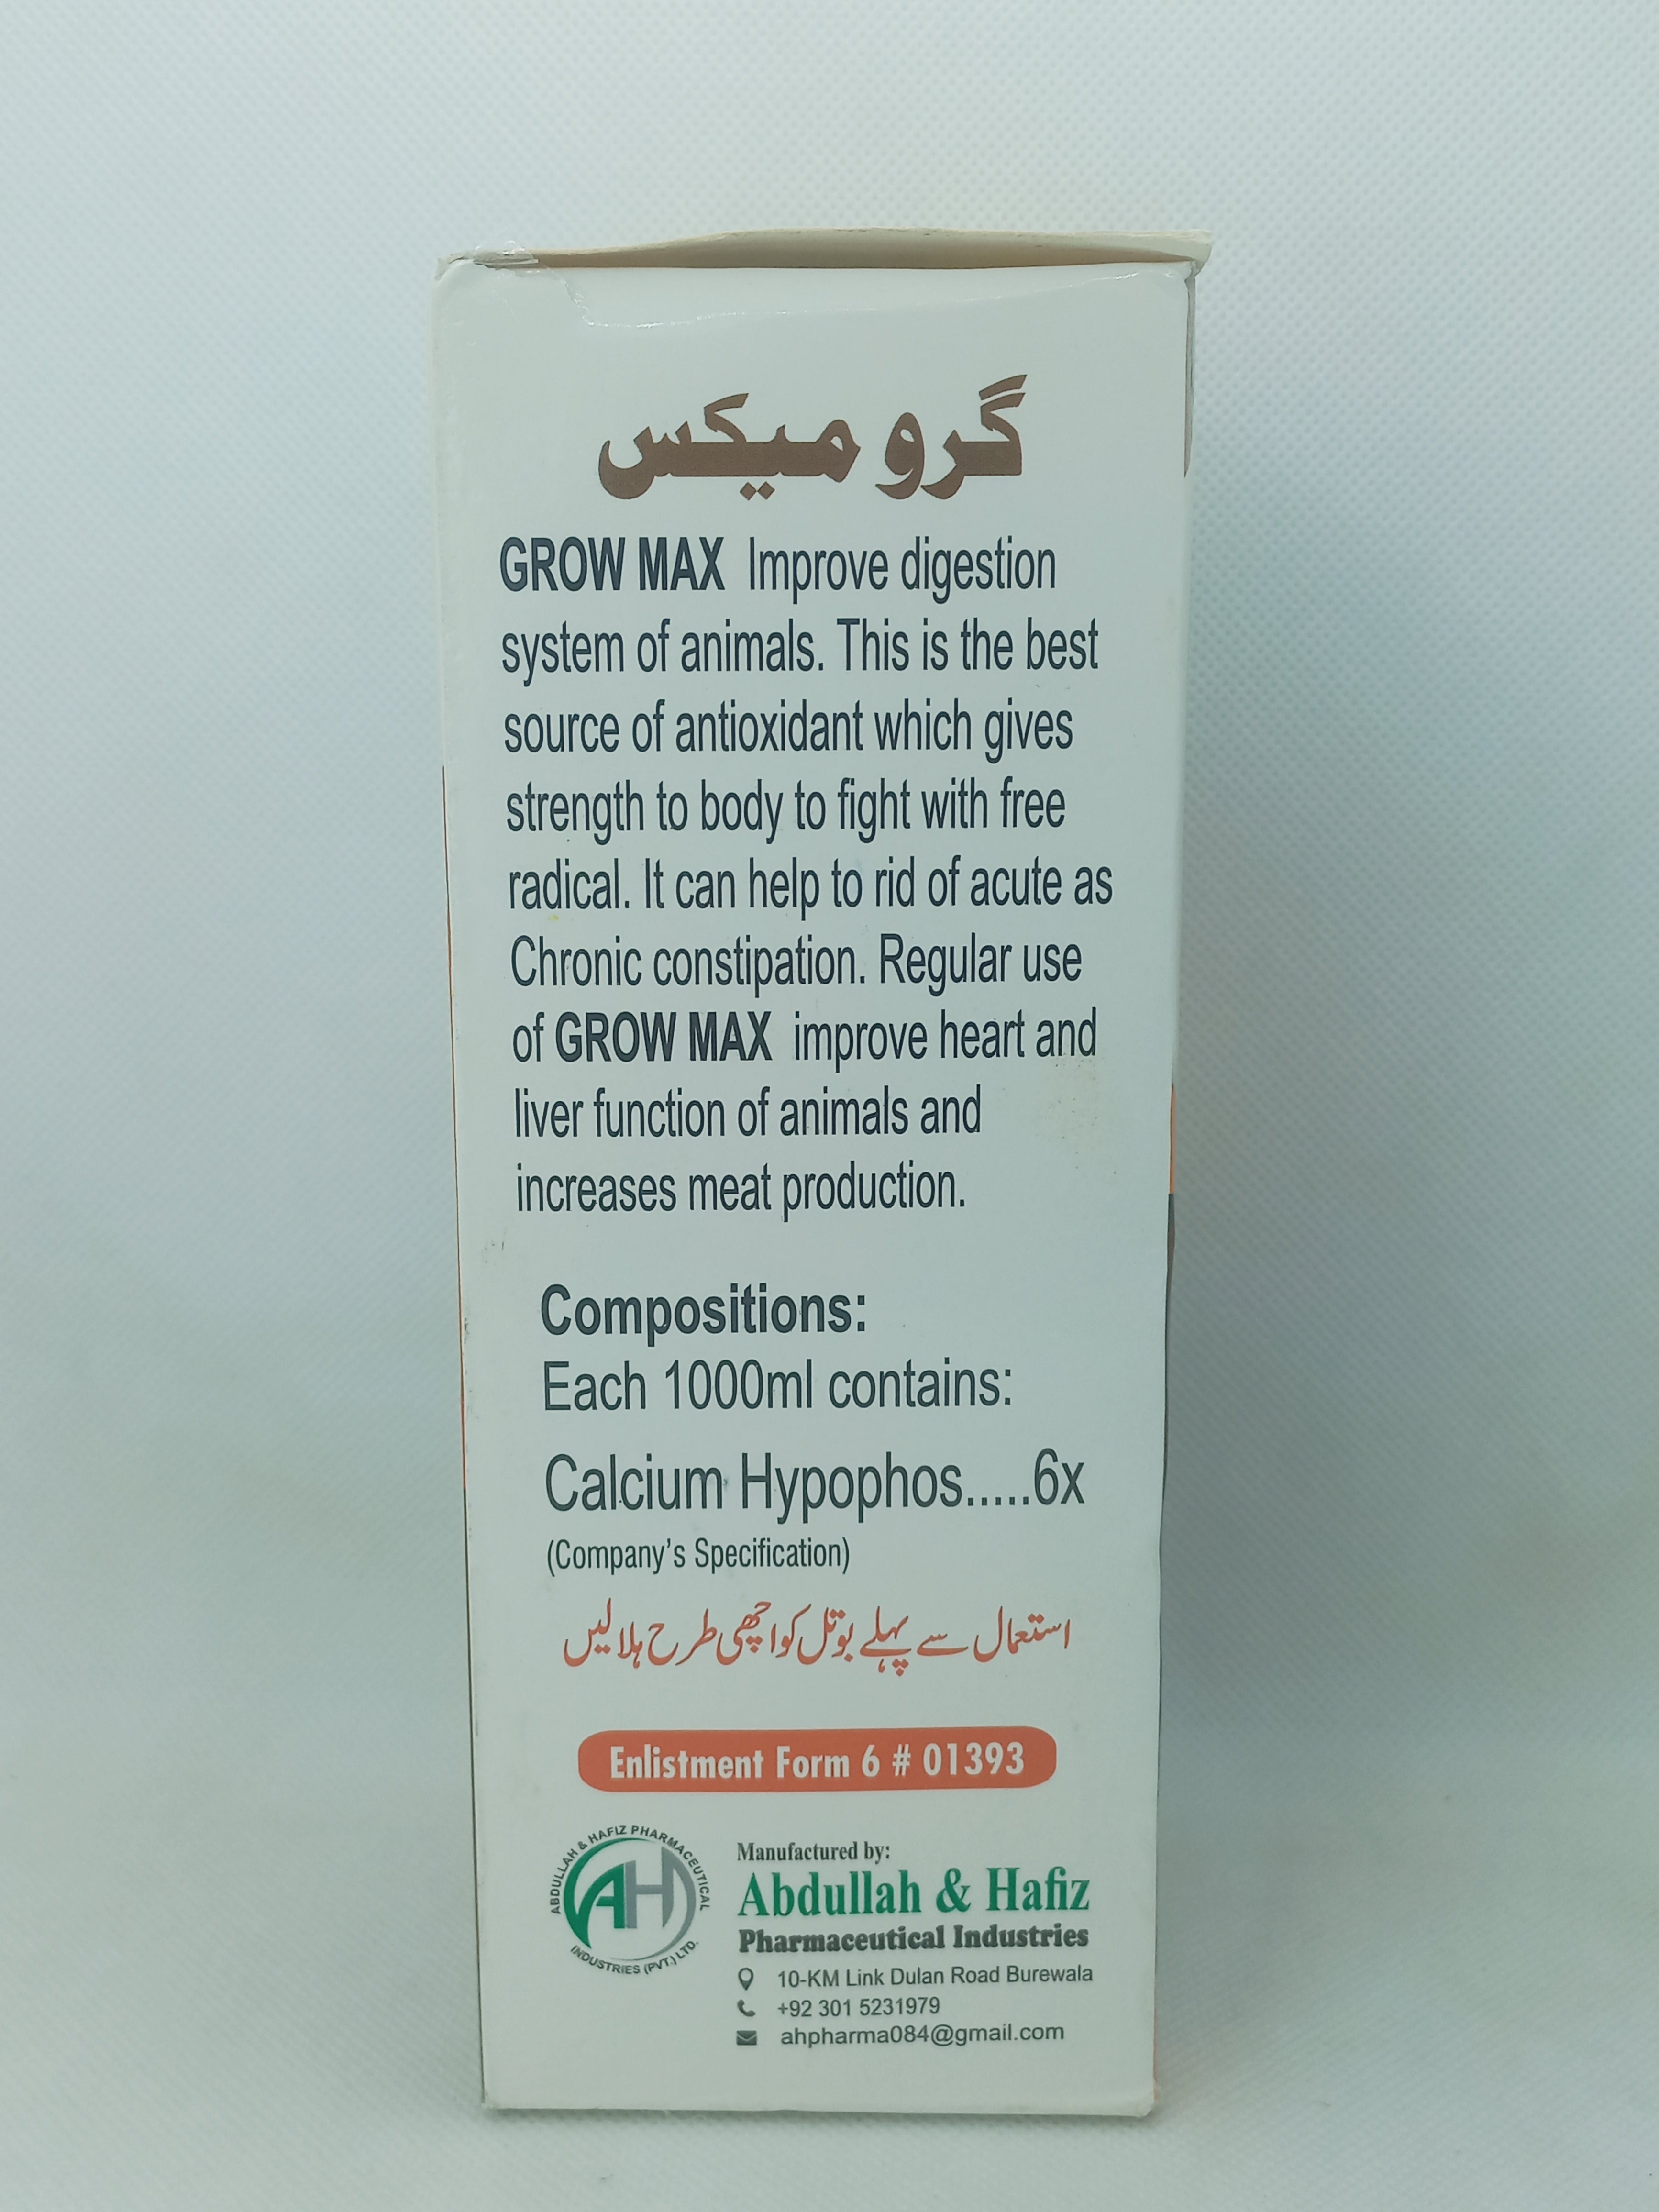 گرو میکس
GROW MAX Improve digestion
system of animals. This is the best
source of antioxidant which gives
strength to body to fight with free
radical. It can help to rid of acute as
Chronic constipation. Regular use
of GROW MAX improve heart and
liver function of animals and
increases meat production.
Compositions:
Each 1000ml contains:
Calcium Hypophos.....6x
(Company's Specification)
استعمال سے پہلے بوتل کو اچھی طرح ہلا لیں
Enlistment Form 6 # 01393
ABDULLAH & HAFIZ PHARMACEUTICAL
AH
INDUSTRIES (PVT.) LTD.
Manufactured by:
Abdullah & Hafiz
Pharmaceutical Industries
10-KM Link Dulan Road Burewala
+92 301 5231979
ahpharma084@gmail.com